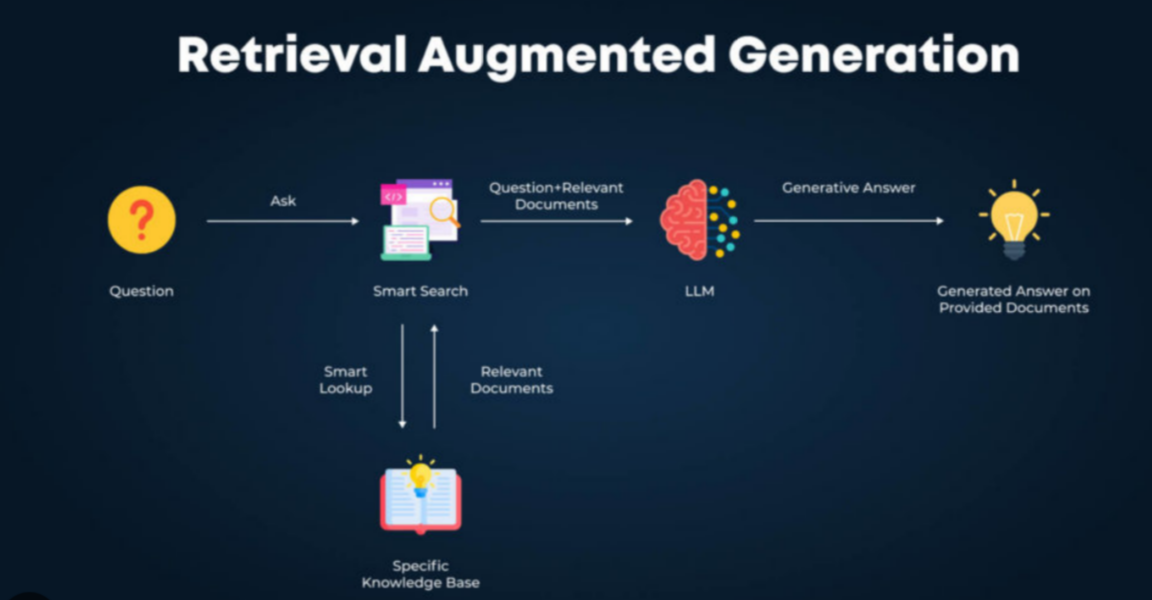 Retrieval Augmented Generation
Ask
Question+Relevant
Documents
Generative Answer
</>
Question
Smart Search
LLM
Generated Answer on
Provided Documents
Smart
Lookup
Relevant
Documents
Specific
Knowledge Base